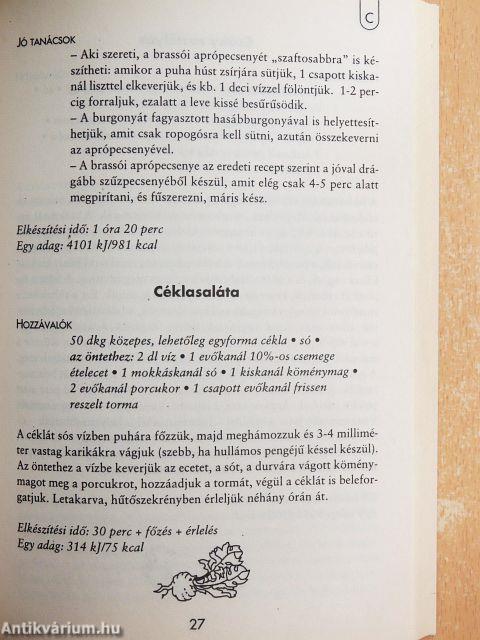 C
JÓ TANÁCSOK
– Aki szereti, a brassói aprópecsenyét „szaftosabbra” is ké-
szítheti: amikor a puha húst zsírjára sütjük, 1 csapott kiska-
nál liszttel elkeverjük, és kb. 1 deci vízzel fölöntjük. 1-2 per-
cig forraljuk, ezalatt a leve kissé besűrűsödik.
– A burgonyát fagyasztott hasábburgonyával is helyettesít-
hetjük, amit csak ropogósra kell sütni, azután összekeverni
az aprópecsenyével.
– A brassói aprópecsenye az eredeti recept szerint a jóval drá-
gább szűzpecsenyéből készül, amit elég csak 4-5 perc alatt
megpirítani, és fűszerezni, máris kész.
Elkészítési idő: 1 óra 20 perc
Egy adag: 4101 kJ/981 kcal
Céklasaláta
HOZZÁVALÓK
50 dkg közepes, lehetőleg egyforma cékla • só •
az öntethez: 2 dl víz • 1 evőkanál 10%-os csemege
ételecet • 1 mokkáskanál só • 1 kiskanál köménymag •
2 evőkanál porcukor • 1 csapott evőkanál frissen
reszelt torma
A céklát sós vízben puhára főzzük, majd meghámozzuk és 3-4 milliméter
ter vastag karikákra vágjuk (szebb, ha hullámos pengéjű késsel készül).
Az öntethez a vízbe keverjük az ecetet, a sót, a durvára vágott kömény-
magot meg a porcukrot, hozzáadjuk a tormát, végül a céklát is belefor-
gatjuk. Letakarva, hűtőszekrényben érleljük néhány órán át.
Elkészítési idő: 30 perc + főzés + érlelés
Egy adag: 314 kJ/75 kcal
27
Antikvárium.hu